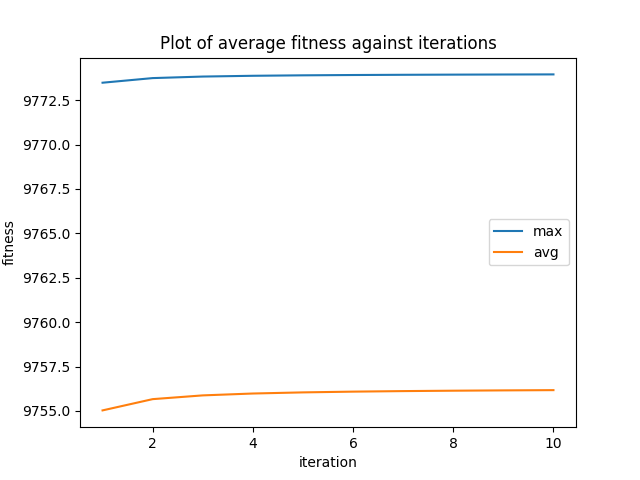 Plot of average fitness against iterations
9772.5
9770.0
9767.5
9765.0
9762.5
9760.0
9757.5
9755.0
fitness
max
avg
2 4 6 8 10
iteration